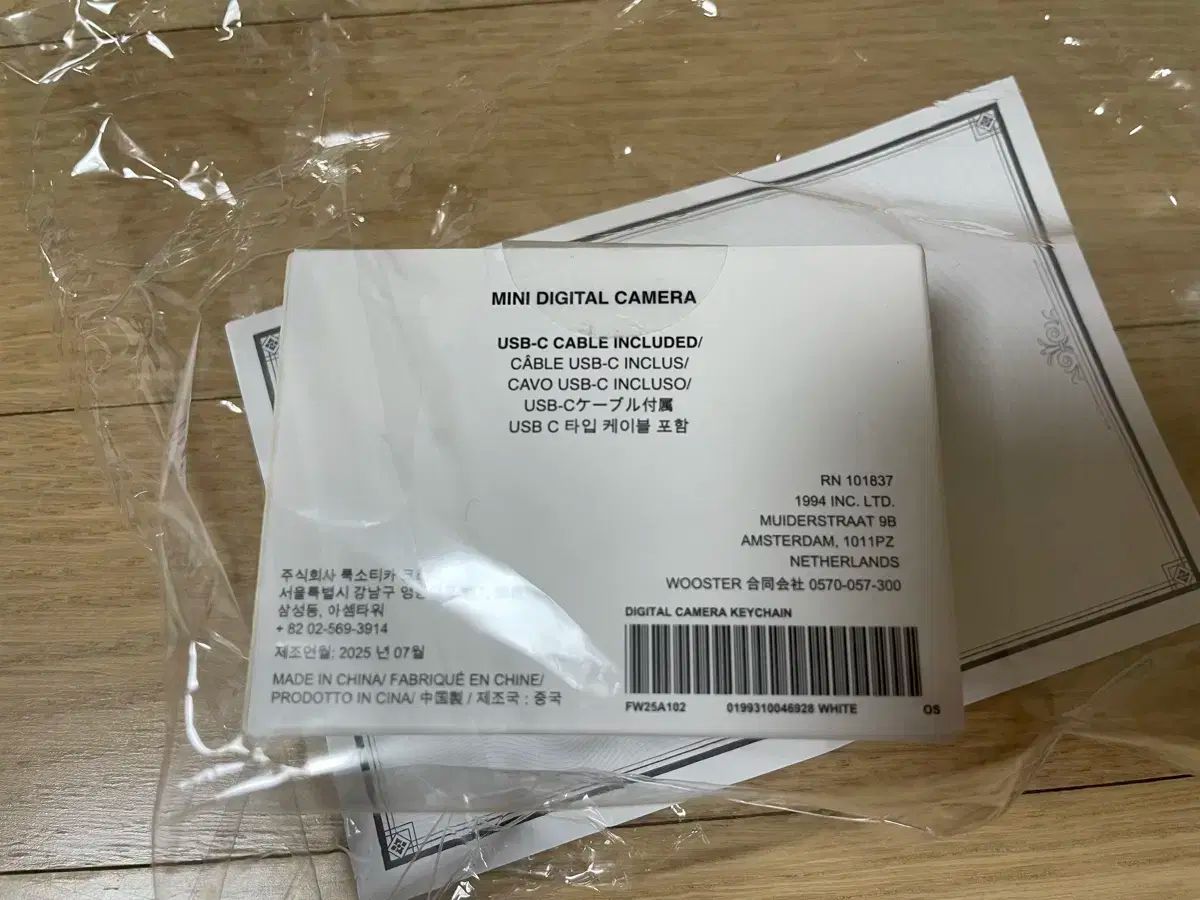 MINI DIGITAL CAMERA
USB-C CABLE INCLUDED/
CÂBLE USB-C INCLUS/
CAVO USB-C INCLUSO/
USB-Cケーブル付属
USB C 타입 케이블 포함
RN 101837
1994 INC. LTD.
MUIDERSTRAAT 9B
AMSTERDAM, 1011PZ
NETHERLANDS
WOOSTER 合同会社 0570-057-300
주식회사 룩소티카
서울특별시 강남구
삼성동, 아셈타워
+ 82 02-569-3914
제조연월: 2025 년 07월
MADE IN CHINA/ FABRIQUÉ EN CHINE/
PRODOTTO IN CINA/ 中国製 / 제조국 : 중국
DIGITAL CAMERA KEYCHAIN
FW25A102 0199310046928 WHITE OS